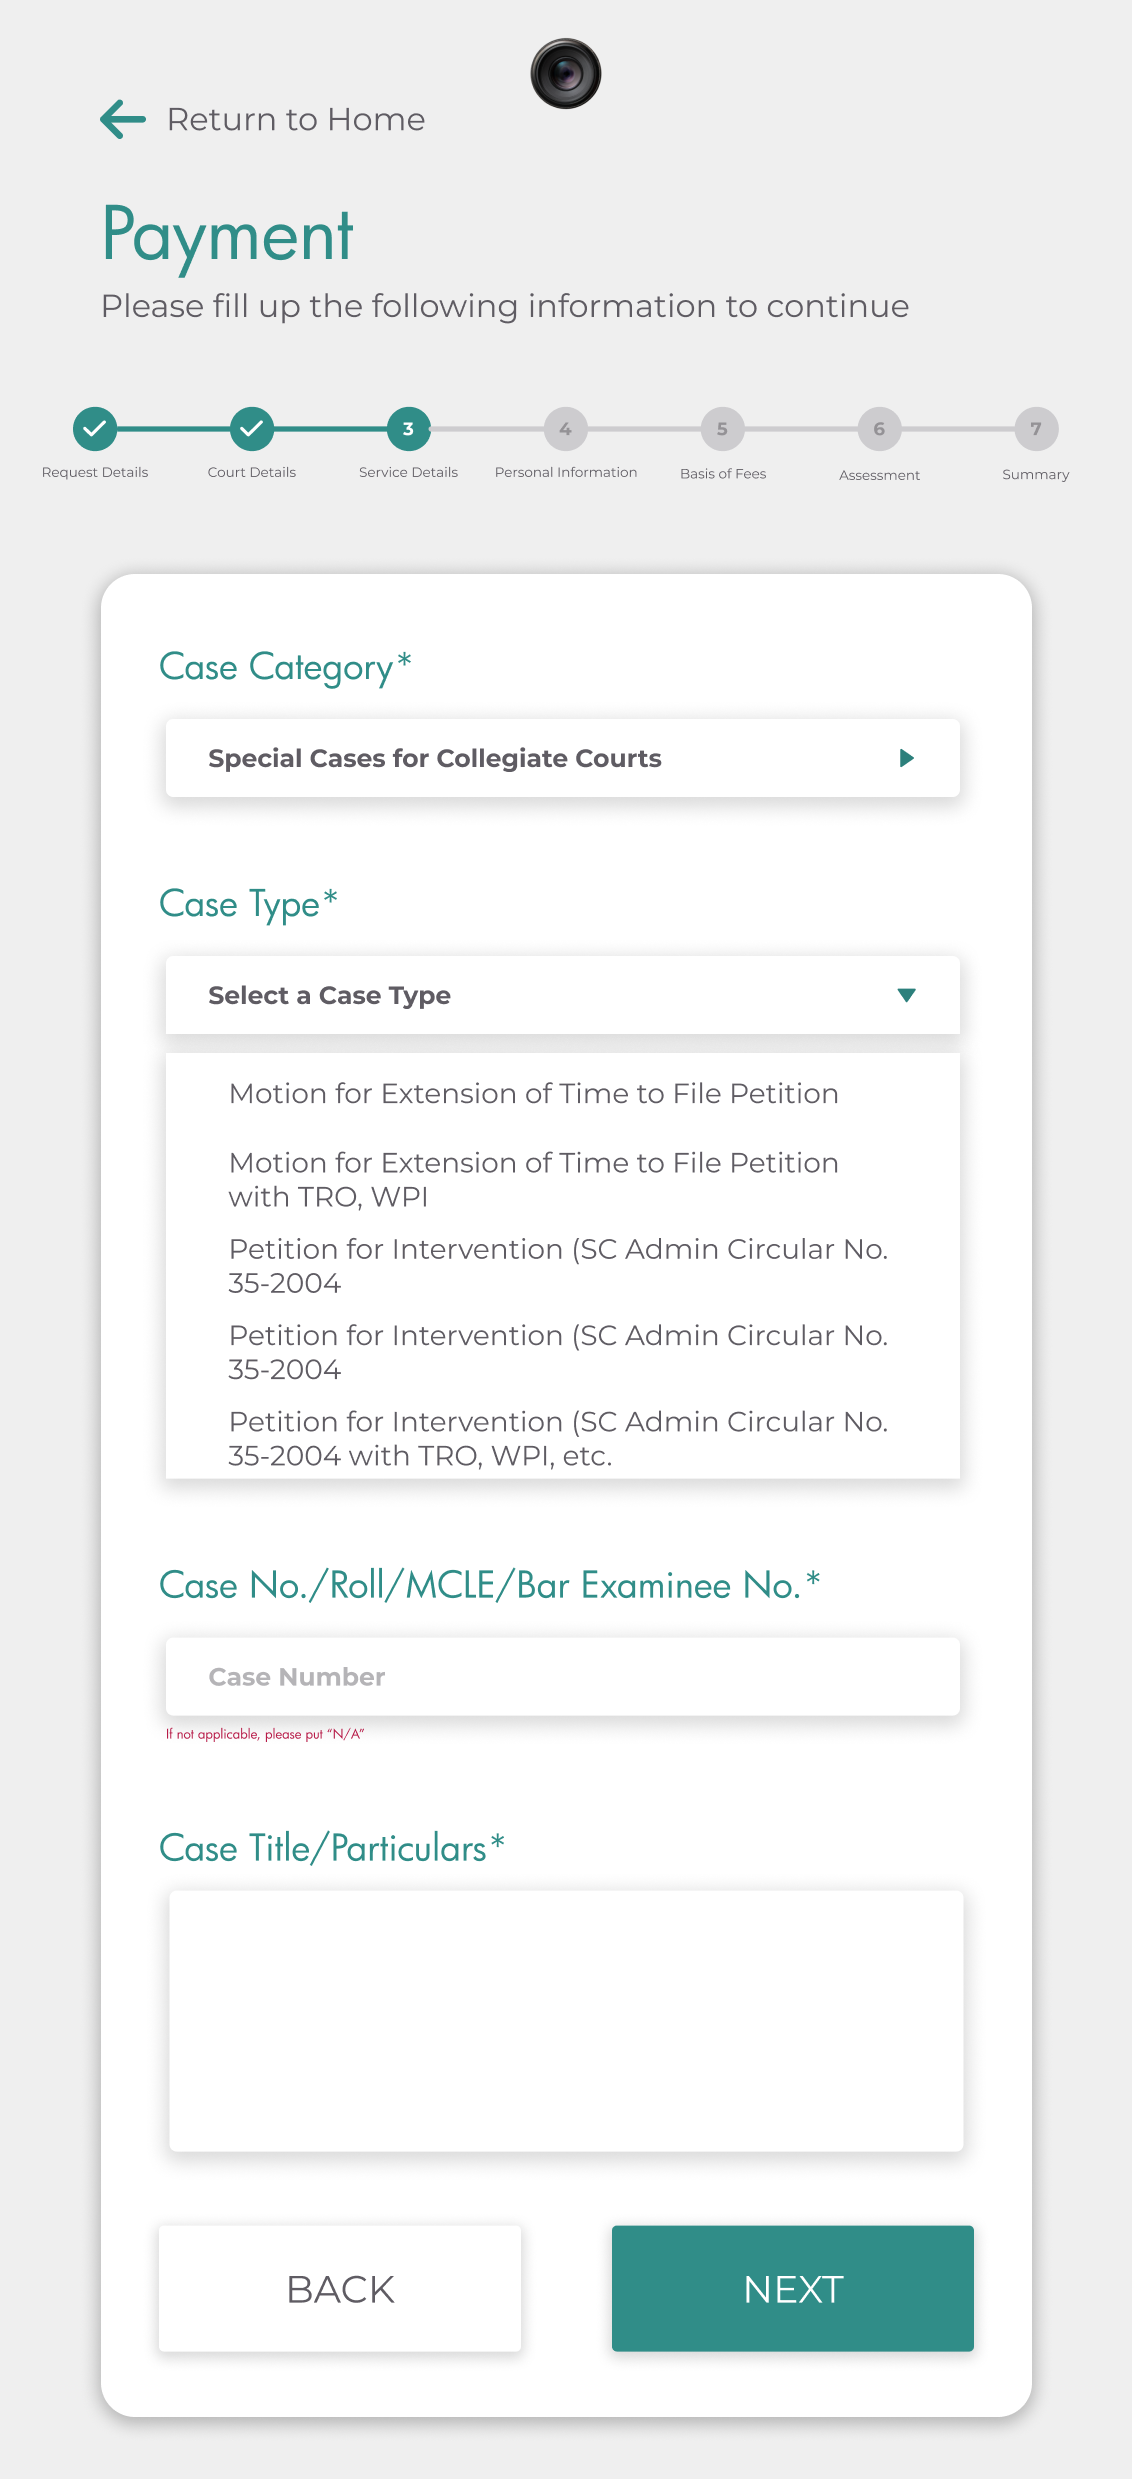 Return to Home
Payment
Please fill up the following information to continue
3
4
5
6
7
Request Details
Court Details
Service Details
Personal Information
Basis of Fees
Assessment
Summary
Case Category*
Special Cases for Collegiate Courts
Case Type*
Select a Case Type
Motion for Extension of Time to File Petition
Motion for Extension of Time to File Petition
with TRO, WPI
Petition for Intervention (SC Admin Circular No.
35-2004
Petition for Intervention (SC Admin Circular No.
35-2004
Petition for Intervention (SC Admin Circular No.
35-2004 with TRO, WPI, etc.
Case No./Roll/MCLE/Bar Examinee No.*
Case Number
If not applicable, please put “N/A”
Case Title/Particulars*
BACK
NEXT